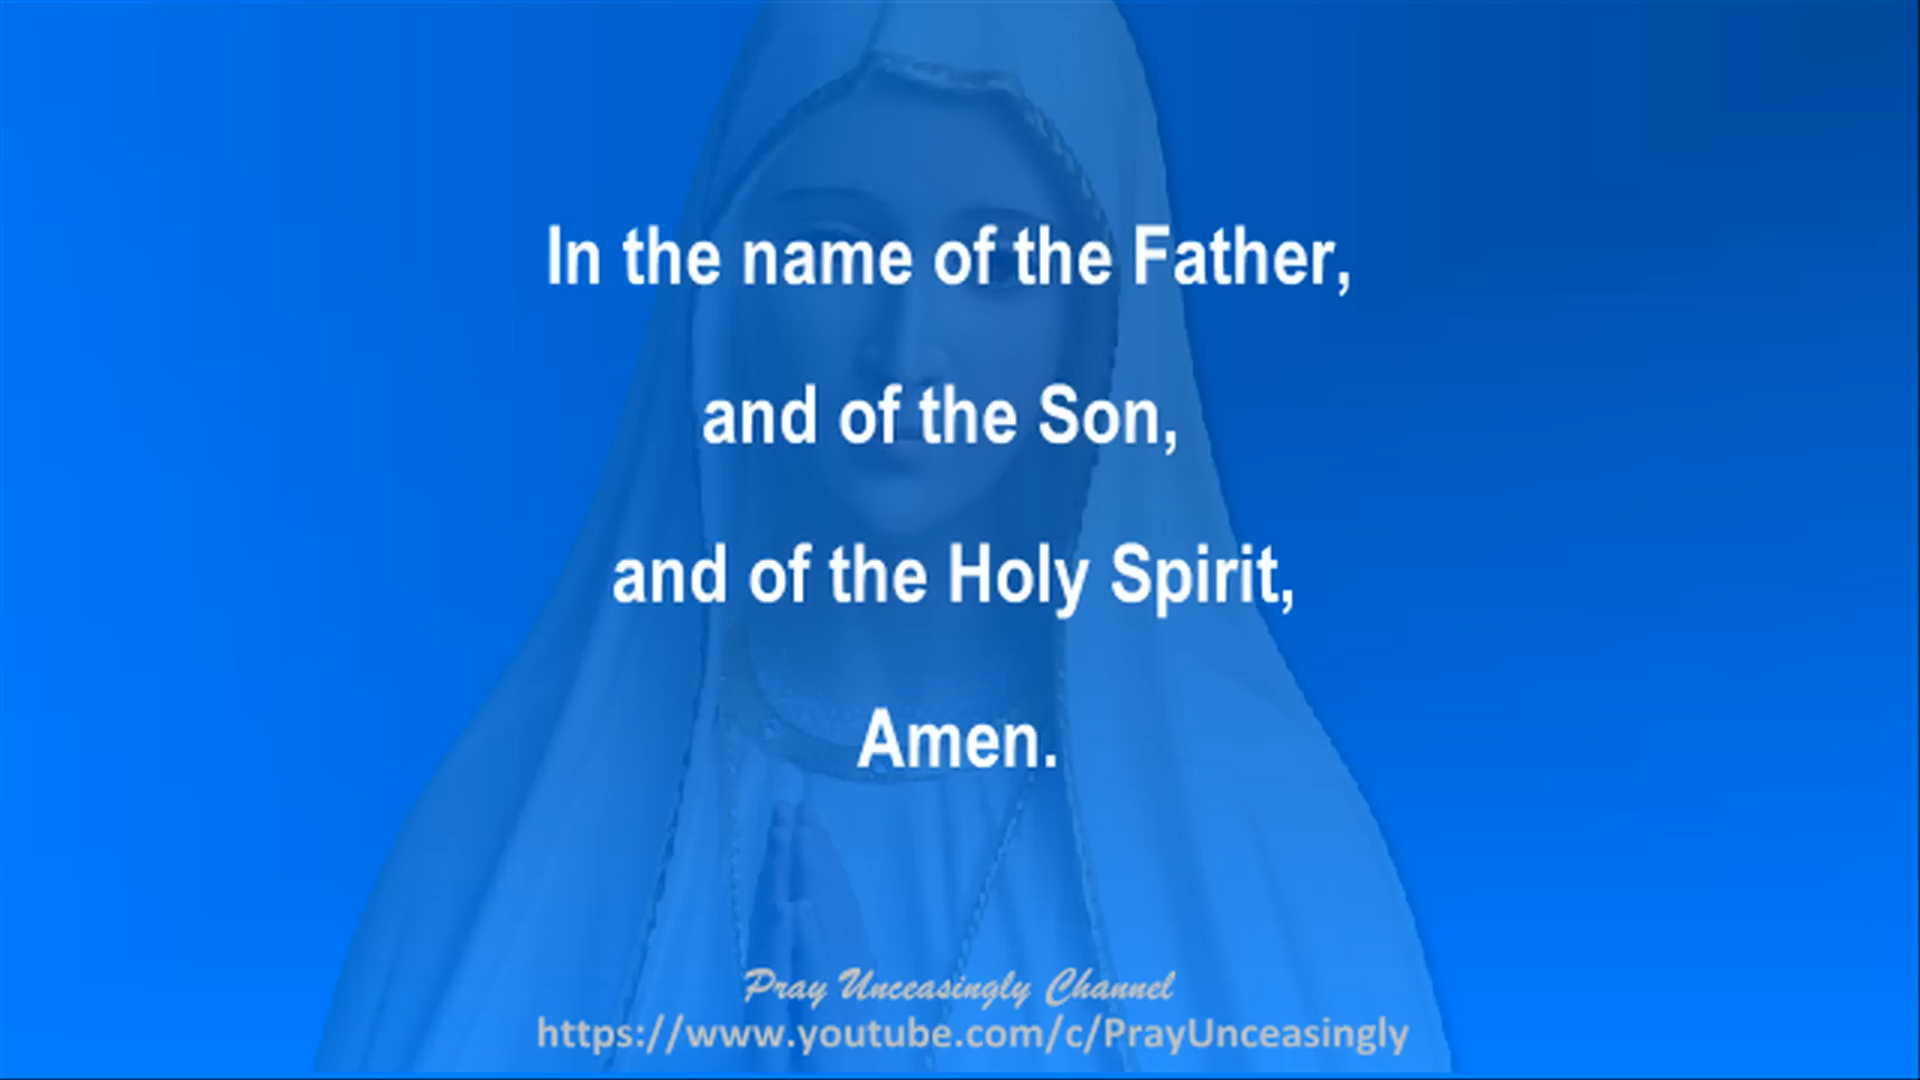 In the name of the Father,
and of the Son,
and of the Holy Spirit,
Amen.
Pray Unceasingly Channel
https://www.youtube.com/c/PrayUnceasingly